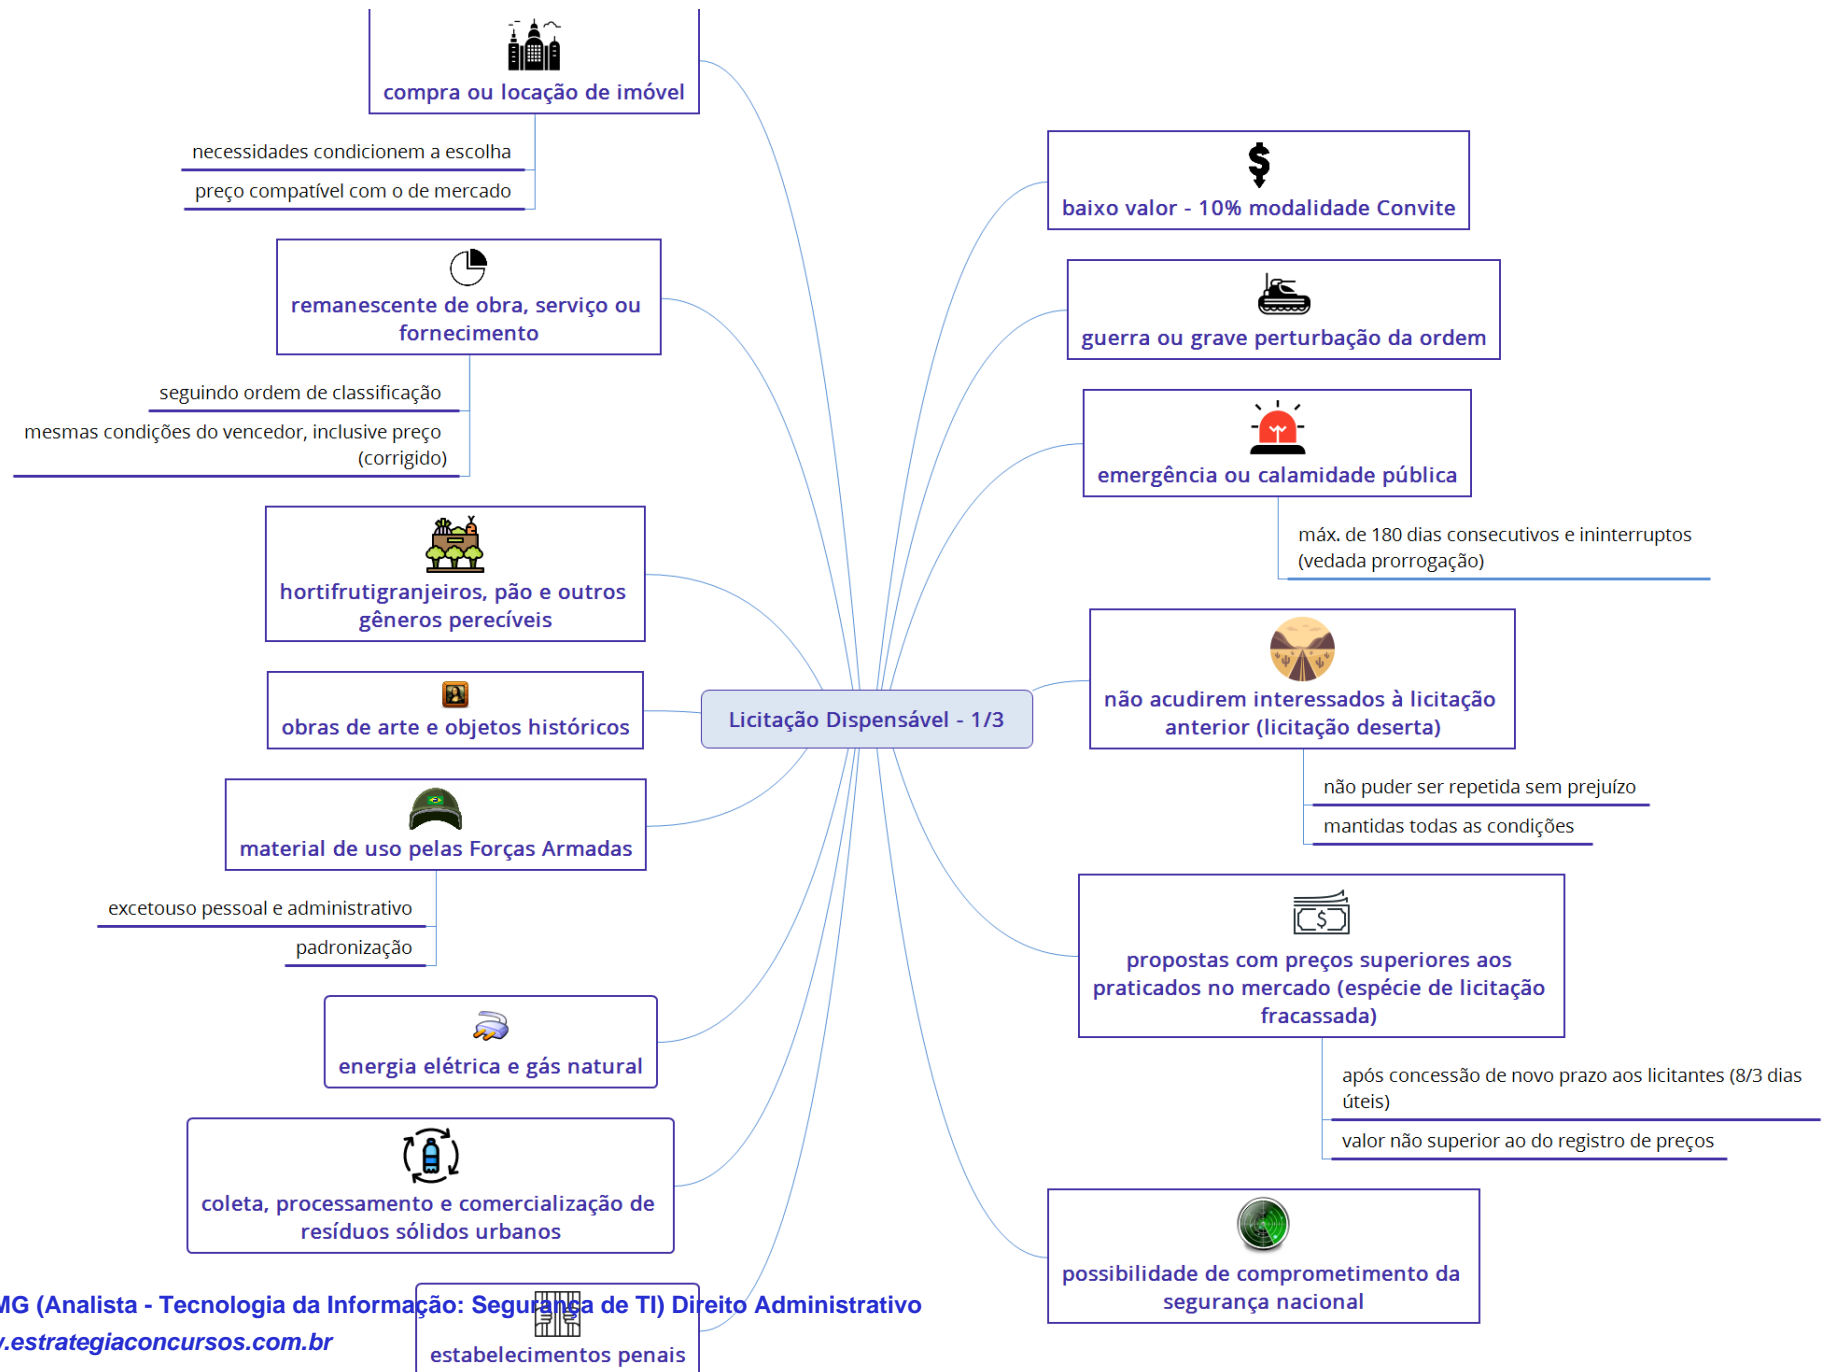 compra ou locação de imóvel
necessidades condicionem a escolha
preço compatível com o de mercado
remanescente de obra, serviço ou
fornecimento
seguindo ordem de classificação
mesmas condições do vencedor, inclusive preço
(corrigido)
hortifrutigranjeiros, pão e outros
gêneros perecíveis
obras de arte e objetos históricos
material de uso pelas Forças Armadas
excetouso pessoal e administrativo
padronização
energia elétrica e gás natural
coleta, processamento e comercialização de
resíduos sólidos urbanos
estabelecimentos penais
Licitação Dispensável - 1/3
baixo valor - 10% modalidade Convite
guerra ou grave perturbação da ordem
emergência ou calamidade pública
máx. de 180 dias consecutivos e ininterruptos
(vedada prorrogação)
não acudirem interessados à licitação
anterior (licitação deserta)
não puder ser repetida sem prejuízo
mantidas todas as condições
propostas com preços superiores aos
praticados no mercado (espécie de licitação
fracassada)
após concessão de novo prazo aos licitantes (8/3 dias
úteis)
valor não superior ao do registro de preços
possibilidade de comprometimento da
segurança nacional
MG (Analista - Tecnologia da Informação: Segurança de TI) Direito Administrativo
.estrategiaconcursos.com.br